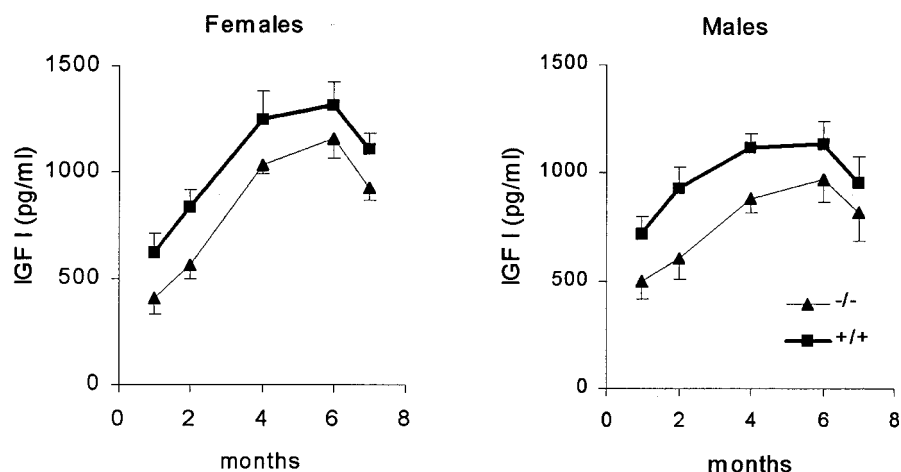 Females
1500
1000
500
0
IGF I (pg/ml)
0 2 4 6 8
months
Males
1500
1000
500
0
IGF I (pg/ml)
-/-
+/+
0 2 4 6 8
months